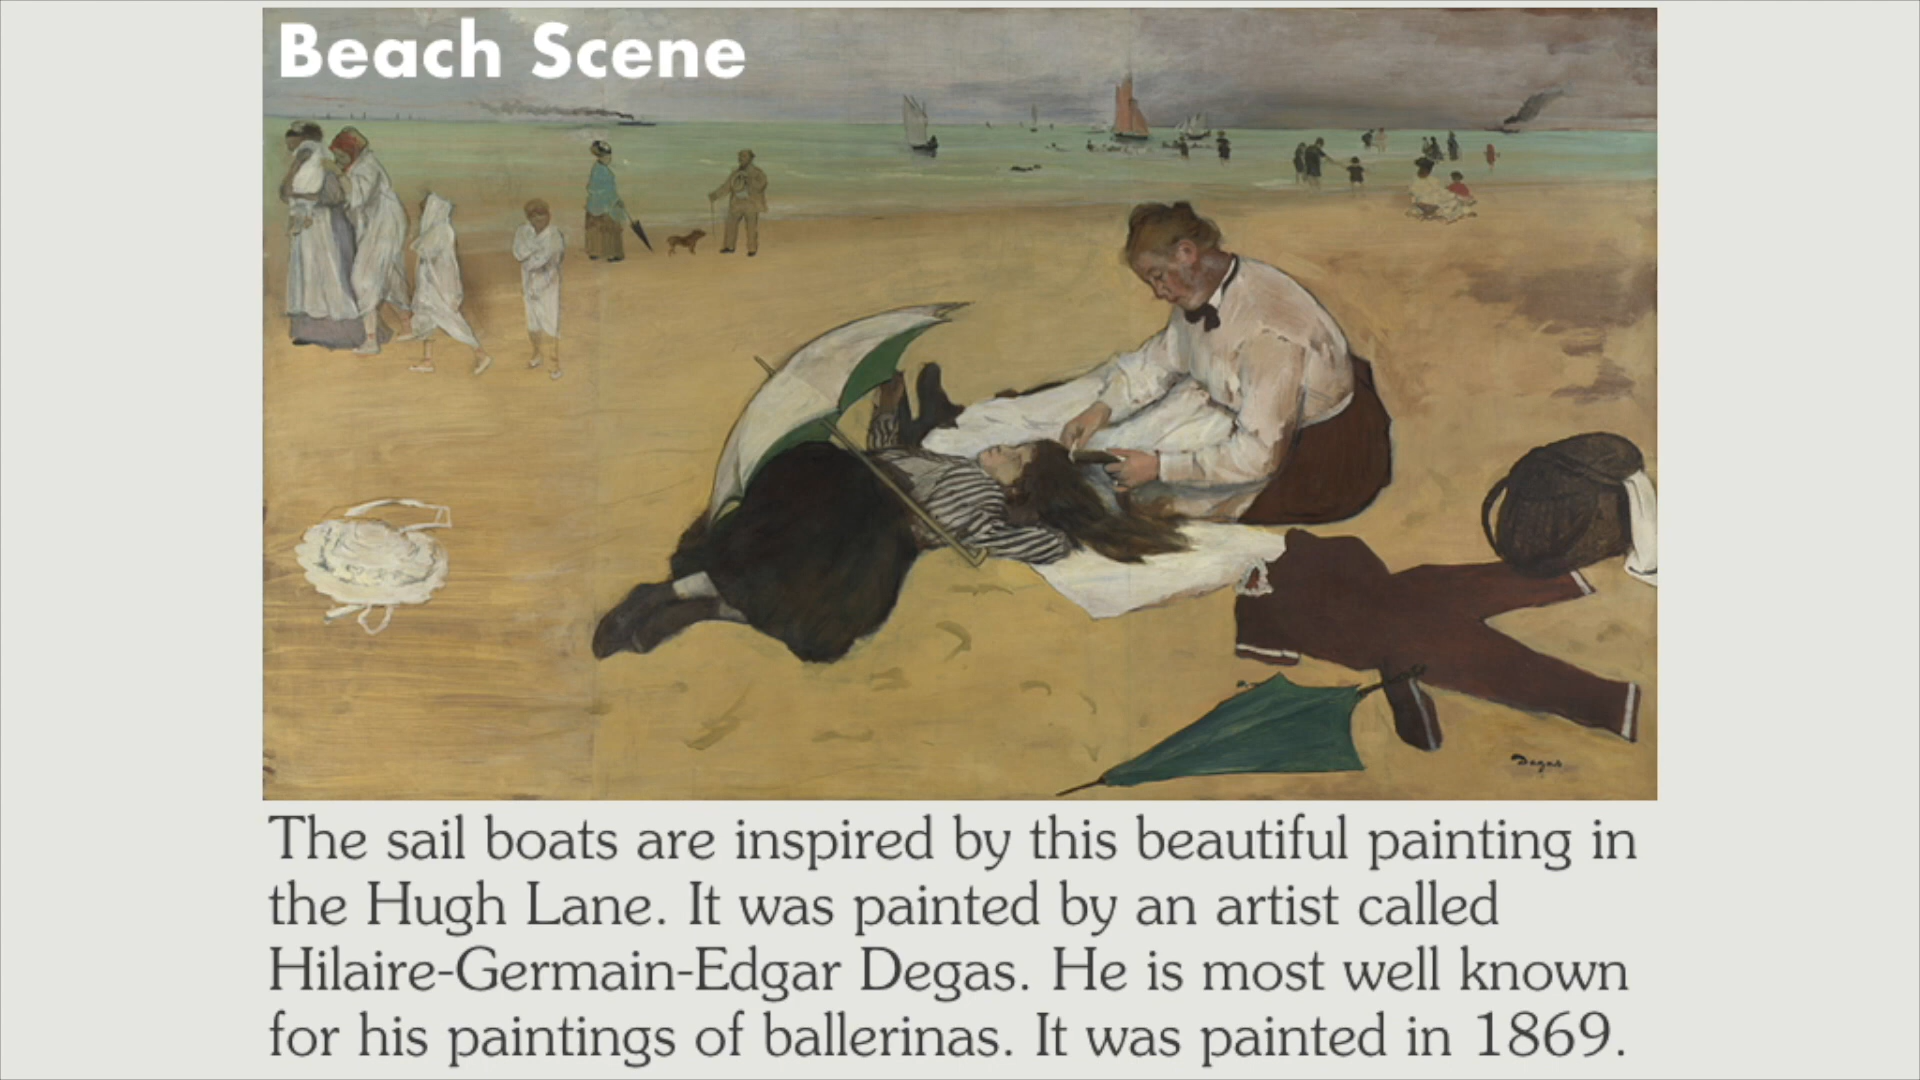 Beach Scene
Degas
The sail boats are inspired by this beautiful painting in
the Hugh Lane. It was painted by an artist called
Hilaire-Germain-Edgar Degas. He is most well known
for his paintings of ballerinas. It was painted in 1869.